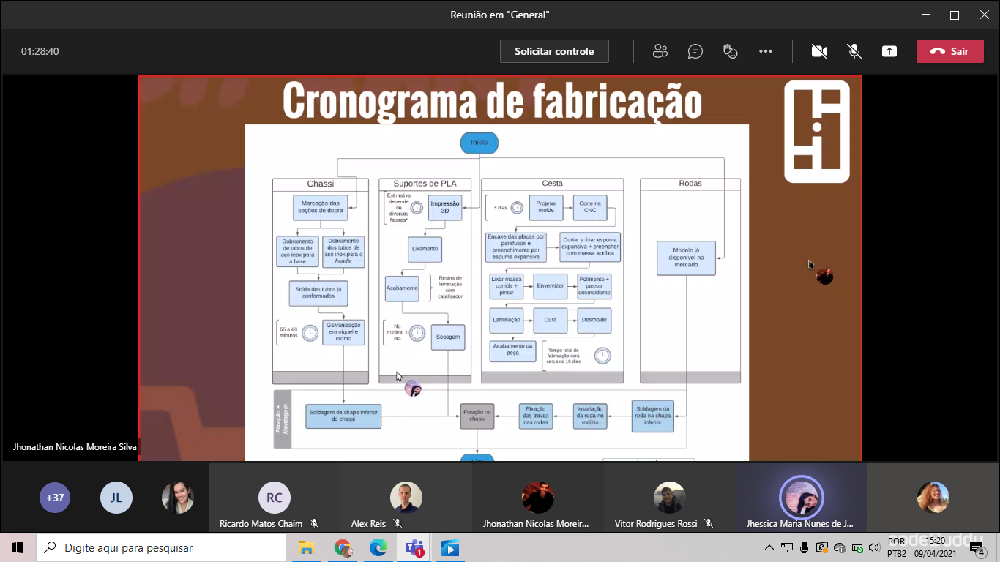 Reunião em "General"
01:28:40
Solicitar controle
Sair
Cronograma de fabricação
Início
Chassi
Marcação das
seções de dobra
Dobramento
de tubos de
aço inox para
a base
Dobramento
dos tubos de
aço inox para o
handle
Solda dos tubos já
conformados
55 a 60
minutos
Galvanização
em níquel e
cromo
Suportes de PLA
Estimativa
depende
de
diversos
fatores*
Impressão
3D
Lixamento
Acabamento
Resina de
laminação
com
catalisador
No
mínimo 1
dia
Secagem
Cesta
3 dias
Projetar
molde
Corte na
CNC
Encaxe das placas por
parafusos e
preenchimento por
espuma expansiva
Cortar e lixar espuma
expansiva + preencher
com massa acrílica
Lixar massa
corrida +
pintar
Envernizar
Polimento +
passar
desmoldante
Laminação
Cura
Desmolde
Acabamento da
peça
Tempo total de
fabricação será
cerca de 16 dias
Rodas
Modelo já
disponível no
mercado
Fixação e
Montagem
Soldagem da chapa inferior
do chassi
Fixação no
chassi
Fixação
das travas
nas rodas
Instalação
da roda no
rodízio
Soldagem da
roda na chapa
inferior
Jhonathan Nicolas Moreira Silva
+37
JL
RC
Ricardo Matos Chaim
Alex Reis
Jhonathan Nicolas Moreir...
Vitor Rodrigues Rossi
Jhessica Maria Nunes de J...
Digite aqui para pesquisar
1
POR
PTB2
15:20
09/04/2021
4